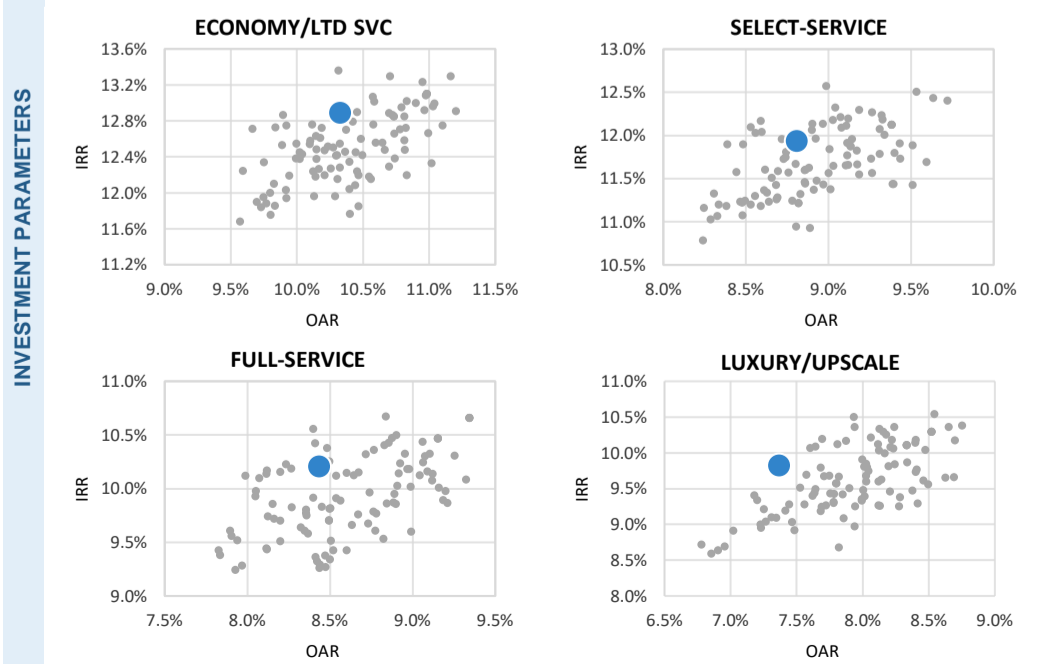 INVESTMENT PARAMETERS
ECONOMY/LTD SVC
13.6%
13.2%
12.8%
12.4%
12.0%
11.6%
11.2%
IRR
9.0% 9.5% 10.0% 10.5% 11.0% 11.5%
OAR
SELECT-SERVICE
13.0%
12.5%
12.0%
11.5%
11.0%
10.5%
IRR
8.0% 8.5% 9.0% 9.5% 10.0%
OAR
FULL-SERVICE
11.0%
10.5%
10.0%
9.5%
9.0%
IRR
7.5% 8.0% 8.5% 9.0% 9.5%
OAR
LUXURY/UPSCALE
11.0%
10.5%
10.0%
9.5%
9.0%
8.5%
8.0%
IRR
6.5% 7.0% 7.5% 8.0% 8.5% 9.0%
OAR